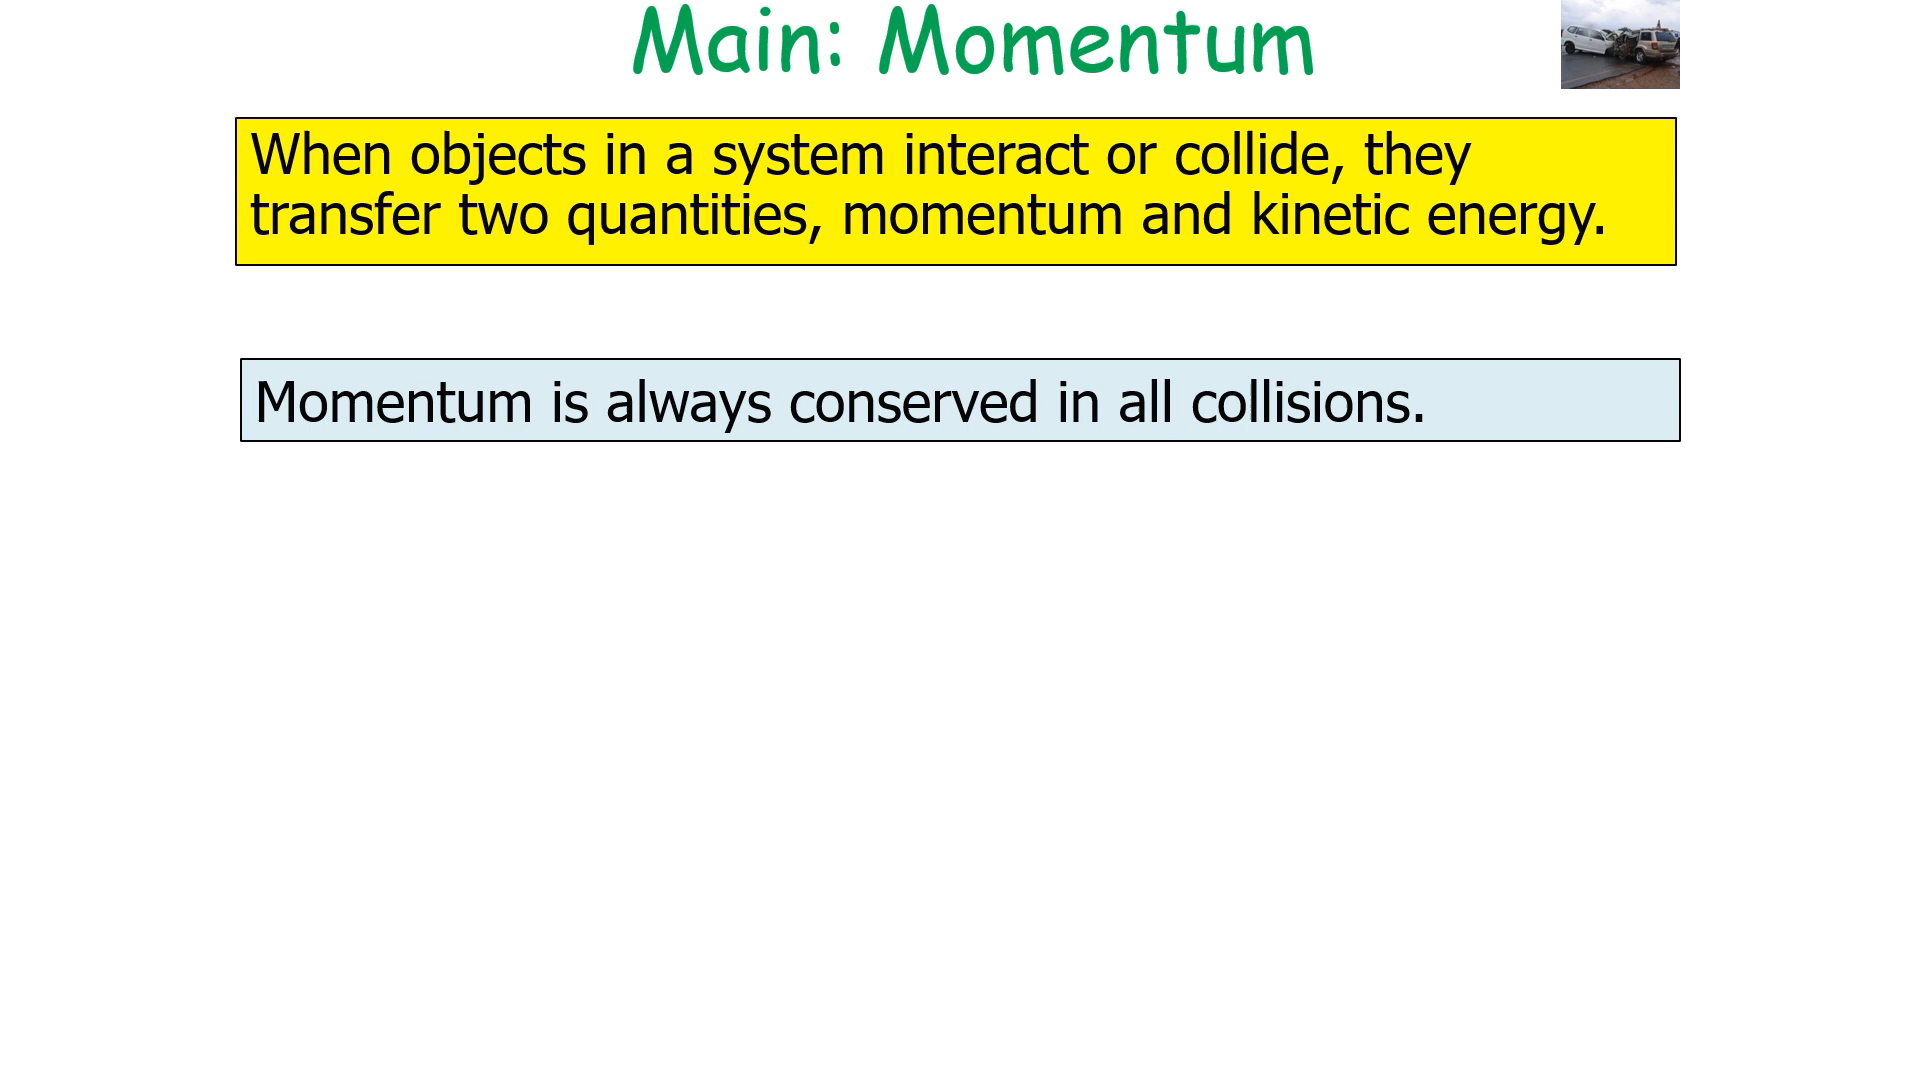 Main: Momentum
When objects in a system interact or collide, they
transfer two quantities, momentum and kinetic energy.
Momentum is always conserved in all collisions.